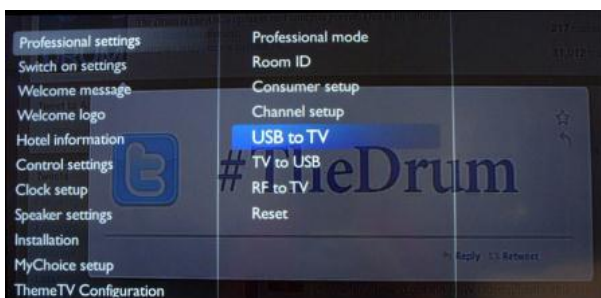 Professional settings
Switch on settings
Welcome message
Welcome logo
Hotel information
Control settings
Clock setup
Speaker settings
Installation
MyChoice setup
ThemeTV Configuration
Professional mode
Room ID
Consumer setup
Channel setup
USB to TV
TV to USB
RF to TV
Reset
#TheDrum
Reply Retweet